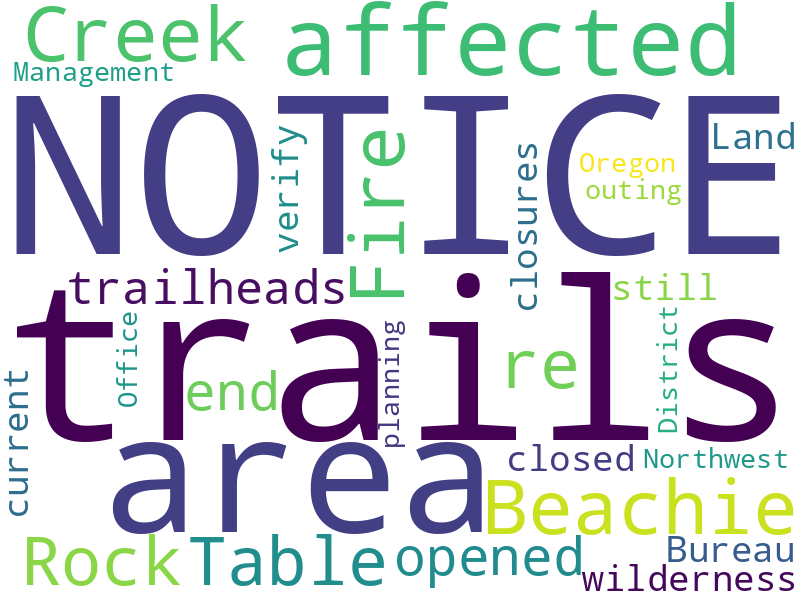 Creek affected
Management
NOTICE
verify
Fire
closures
Oregon
Land
outing
trails
trailheads
still
Office
planning
re
District
end
current
area
closed
Northwest
Beachie
Rock Table opened
Bureau
wilderness